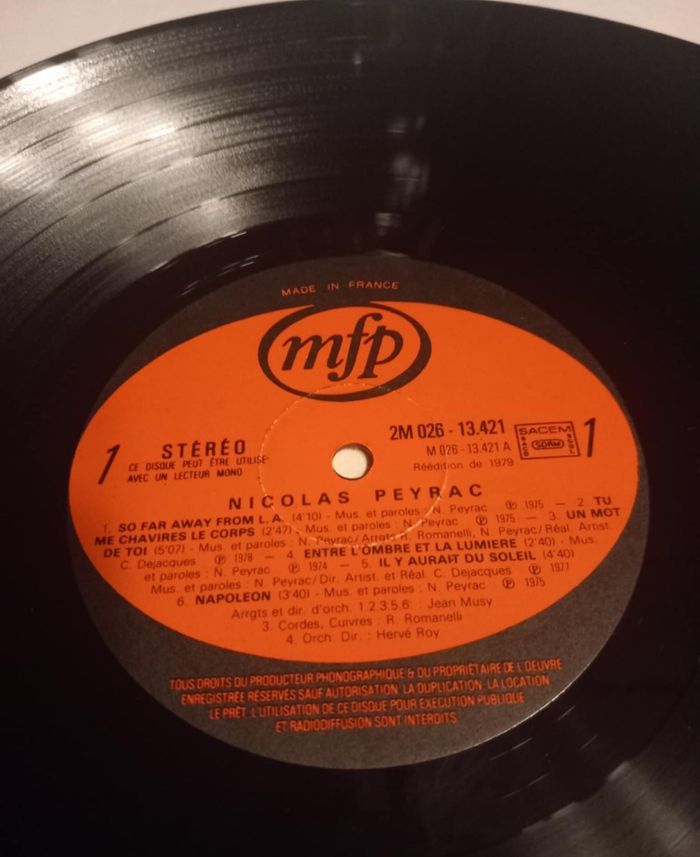 MADE IN FRANCE
mfp
1
STÉRÉO
CE DISQUE PEUT ÊTRE UTILISÉ
AVEC UN LECTEUR MONO
2M 026 - 13.421
M 026 - 13.421 A
Réédition de 1979
SACEM
SDRM
1
NICOLAS PEYRAC
1. SO FAR AWAY FROM L.A. (4'10) - Mus. et paroles : N. Peyrac Ⓟ 1975 — 2. TU
ME CHAVIRES LE CORPS (2'47) - Mus. et paroles : N. Peyrac Ⓟ 1975 - 3. UN MOT
DE TOI (5'07) - Mus. et paroles : N. Peyrac/Arrgts R. Romanelli, N. Peyrac/Réal. Artist.
C. Dejacques Ⓟ 1978 — 4. ENTRE L'OMBRE ET LA LUMIERE (2'40) - Mus.
et paroles : N. Peyrac Ⓟ 1974 — 5. IL Y AURAIT DU SOLEIL (4'40)
Mus. et paroles : N. Peyrac/Dir. Artist. et Réal. C. Dejacques Ⓟ 1977
6. NAPOLEON (3'40) - Mus. et paroles : N. Peyrac Ⓟ 1975
Arrgts et dir. d'orch. 1.2.3.5.6. : Jean Musy
3. Cordes, Cuivres : R. Romanelli
4. Orch. Dir. : Hervé Roy
TOUS DROITS DU PRODUCTEUR PHONOGRAPHIQUE & DU PROPRIÉTAIRE DE L'OEUVRE
ENREGISTRÉE RÉSERVÉS SAUF AUTORISATION. LA DUPLICATION. LA LOCATION.
LE PRÊT. L'UTILISATION DE CE DISQUE POUR EXECUTION PUBLIQUE
ET RADIODIFFUSION SONT INTERDITS